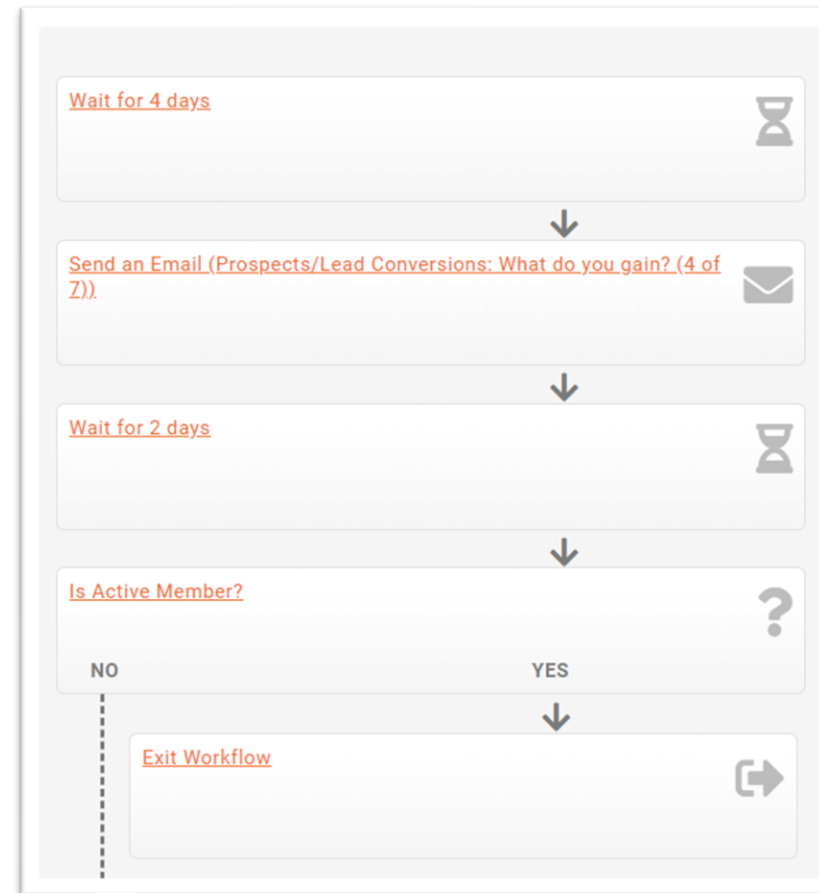 Wait for 4 days
Send an Email (Prospects/Lead Conversions: What do you gain? (4 of
7))
Wait for 2 days
Is Active Member?
NO YES
Exit Workflow